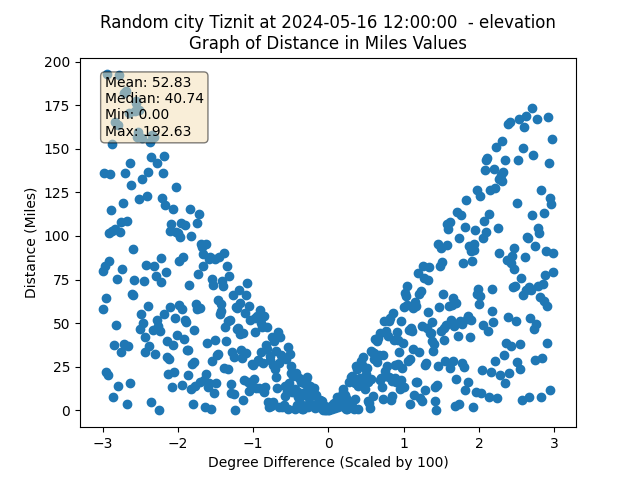 Random city Tiznit at 2024-05-16 12:00:00  - elevation
Graph of Distance in Miles Values
200
175
150
125
100
75
50
25
0
Mean: 52.83
Median: 40.74
Min: 0.00
Max: 192.63
Distance (Miles)
−3
−2
−1
0
1
2
3
Degree Difference (Scaled by 100)